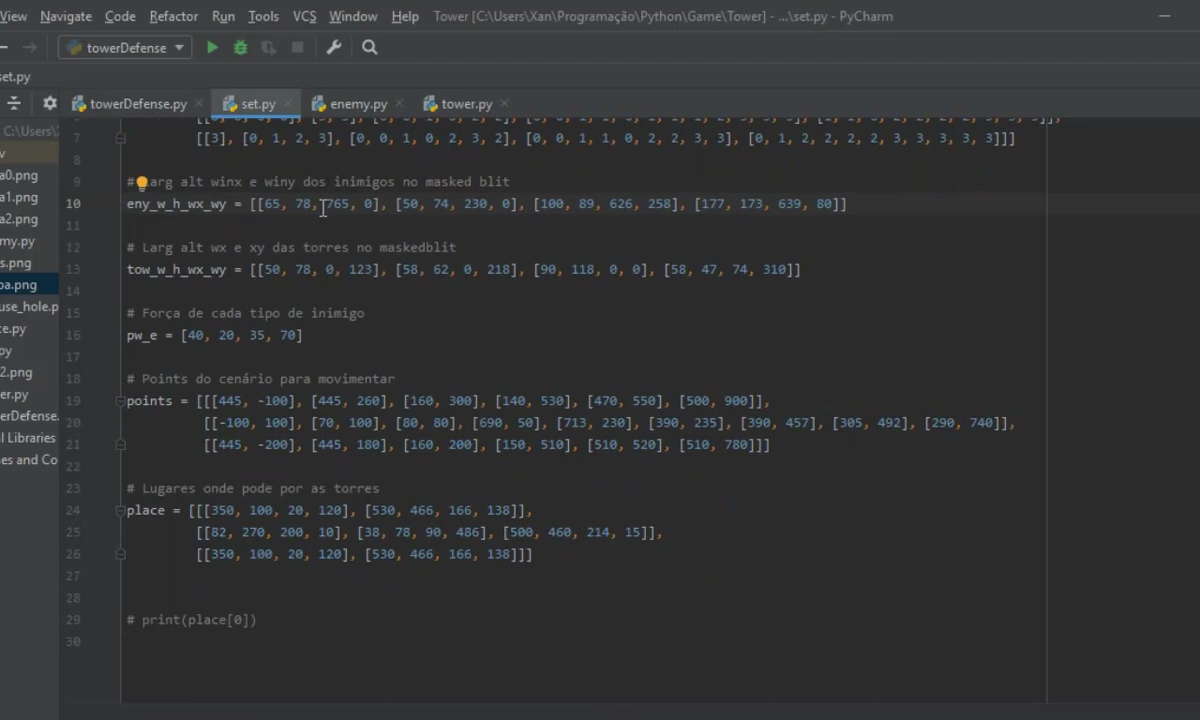 View Navigate Code Refactor Run Tools VCS Window Help Tower [C:\Users\Xan\Programação\Python\Game\Tower] - ...\set.py - PyCharm
towerDefense
set.py
towerDefense.py set.py enemy.py tower.py
C:\Users\
7 [[3], [0, 1, 2, 3], [0, 0, 1, 0, 2, 3, 2], [0, 0, 1, 1, 0, 2, 2, 3, 3], [0, 1, 2, 2, 2, 2, 3, 3, 3, 3, 3]]]
8
a0.png
9 # Larg alt winx e winy dos inimigos no masked blit
a1.png
10 eny_w_h_wx_wy = [[65, 78, 765, 0], [50, 74, 230, 0], [100, 89, 626, 258], [177, 173, 639, 80]]
a2.png
11
my.py
12 # Larg alt wx e xy das torres no maskedblit
s.png
13 tow_w_h_wx_wy = [[50, 78, 0, 123], [58, 62, 0, 218], [90, 118, 0, 0], [58, 47, 74, 310]]
pa.png
14
use_hole.p
15 # Força de cada tipo de inimigo
ce.py
16 pw_e = [40, 20, 35, 70]
py
17
2.png
18 # Points do cenário para movimentar
er.py
19 points = [[[445, -100], [445, 260], [160, 300], [140, 530], [470, 550], [500, 900]],
erDefense.
20 [[-100, 100], [70, 100], [80, 80], [690, 50], [713, 230], [390, 235], [390, 457], [305, 492], [290, 740]],
al Libraries
21 [[445, -200], [445, 180], [160, 200], [150, 510], [510, 520], [510, 780]]]
nes and Co
22
23 # Lugares onde pode por as torres
24 place = [[[350, 100, 20, 120], [530, 466, 166, 138]],
25 [[82, 270, 200, 10], [38, 78, 90, 486], [500, 460, 214, 15]],
26 [[350, 100, 20, 120], [530, 466, 166, 138]]]
27
28
29 # print(place[0])
30